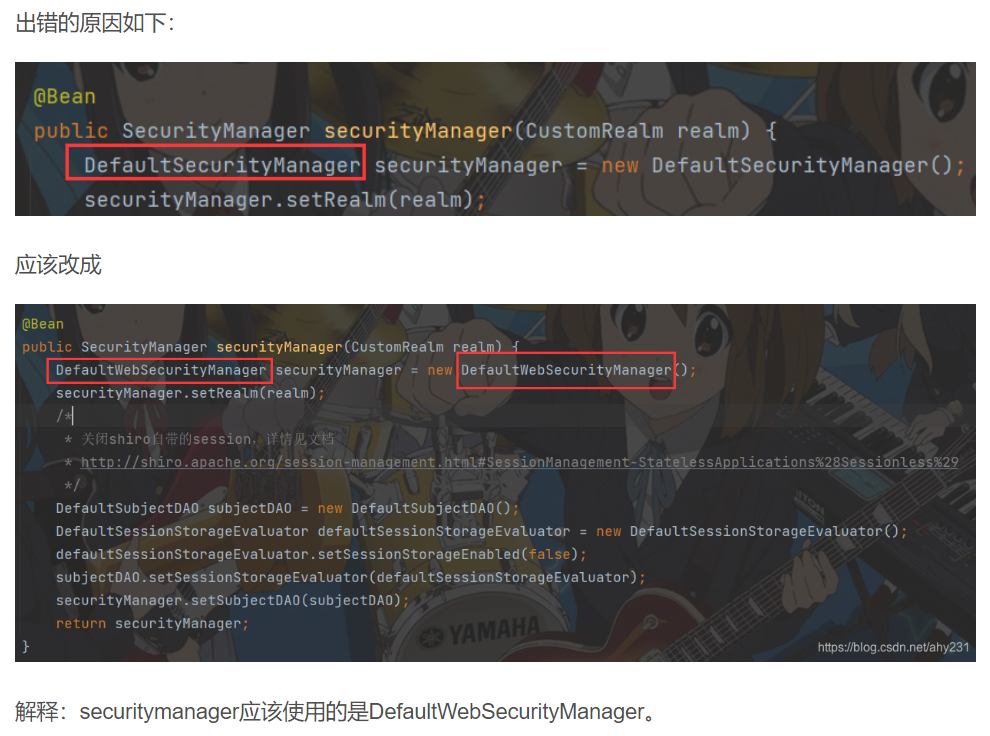 出错的原因如下：
@Bean
public SecurityManager securityManager(CustomRealm realm) {
DefaultSecurityManager securityManager = new DefaultSecurityManager();
securityManager.setRealm(realm);
应该改成
@Bean
public SecurityManager securityManager(CustomRealm realm) {
DefaultWebSecurityManager securityManager = new DefaultWebSecurityManager();
securityManager.setRealm(realm);
/*
* 关闭shiro自带的session，详情见文档
* http://shiro.apache.org/session-management.html#SessionManagement-StatelessApplications%28Sessionless%29
*/
DefaultSubjectDAO subjectDAO = new DefaultSubjectDAO();
DefaultSessionStorageEvaluator defaultSessionStorageEvaluator = new DefaultSessionStorageEvaluator();
defaultSessionStorageEvaluator.setSessionStorageEnabled(false);
subjectDAO.setSessionStorageEvaluator(defaultSessionStorageEvaluator);
securityManager.setSubjectDAO(subjectDAO);
return securityManager;
}
YAMAHA
https://blog.csdn.net/ahy231
解释：securitymanager应该使用的是DefaultWebSecurityManager。